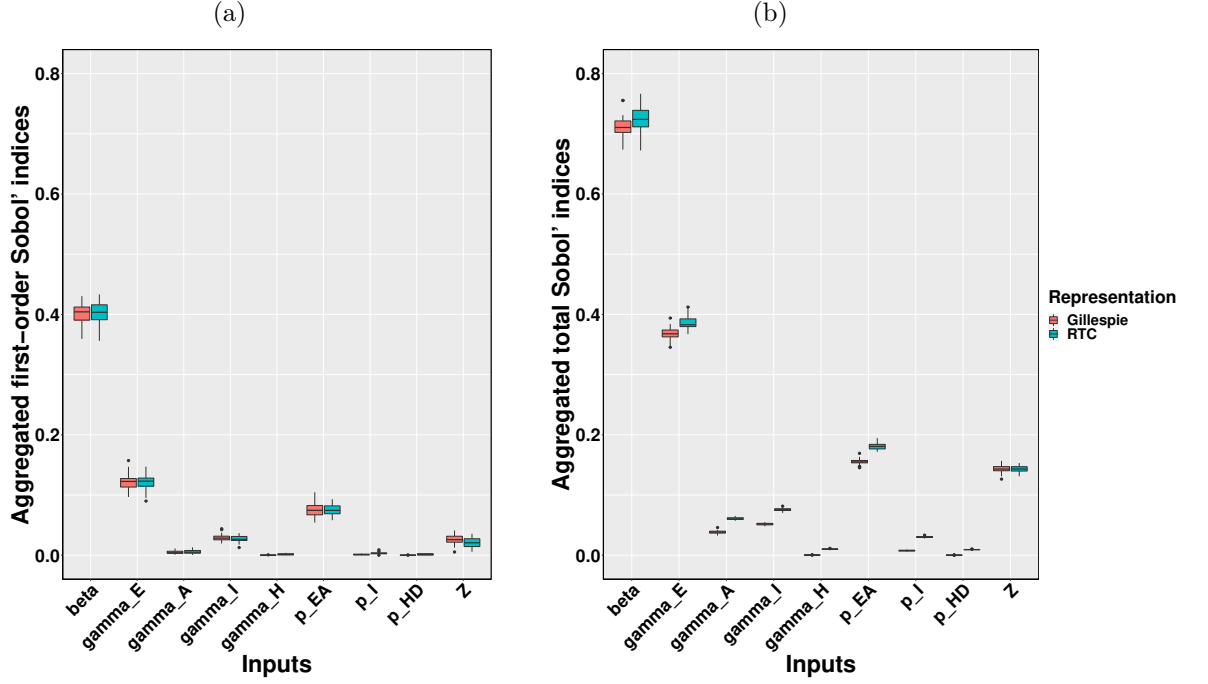 (a)
Aggregated first−order Sobol' indices
0.8
0.6
0.4
0.2
0.0
beta
gamma_E
gamma_A
gamma_I
gamma_H
p_EA
p_I
p_HD
Z
Inputs
(b)
Aggregated total Sobol' indices
0.8
0.6
0.4
0.2
0.0
beta
gamma_E
gamma_A
gamma_I
gamma_H
p_EA
p_I
p_HD
Z
Inputs
Representation
Gillespie
RTC